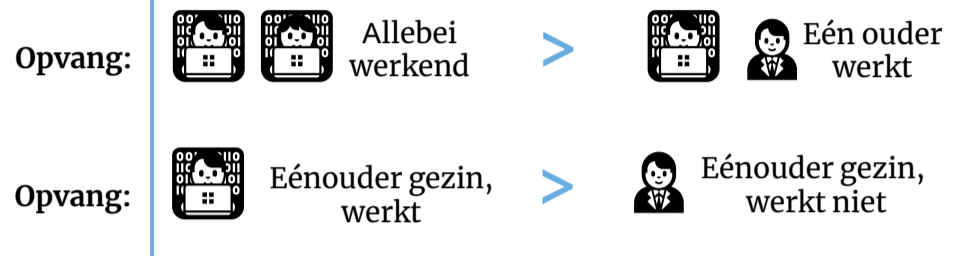 Opvang:
Allebei
werkend
>
Eén ouder
werkt
Opvang:
Eénouder gezin,
werkt
>
Eénouder gezin,
werkt niet